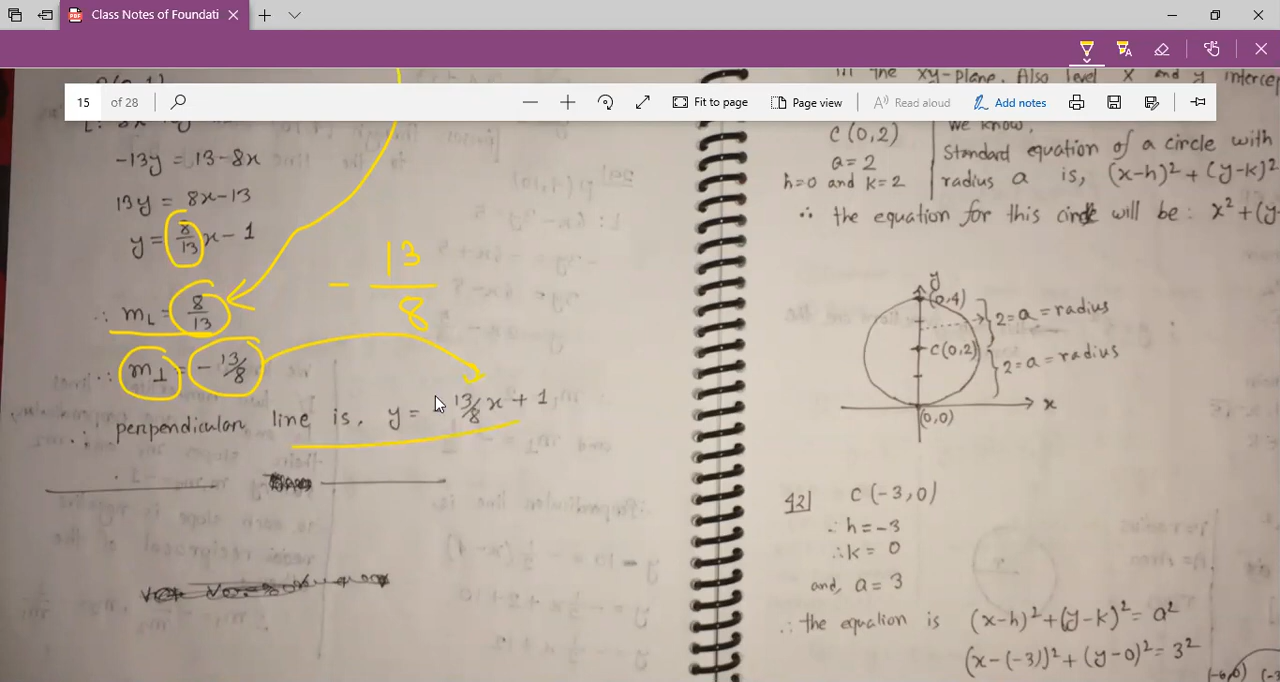 Class Notes of Foundati
15 of 28
Fit to page
Page view
Read aloud
Add notes
-13y = 13-8x
13y = 8x-13
y = 8/13 x - 1
∴ m_L = 8/13
- 13/8
∴ m⊥ = - 13/8
∴ perpendicular line is, y = 13/8 x + 1
the xy-plane. Also level x and y intercep
C (0,2)
a = 2
h=0 and k = 2
we know,
Standard equation of a circle with
radius a is, (x-h)² + (y-k)²
∴ the equation for this circle will be: x² + (y-
y
(0,4)
2 = a = radius
C(0,2)
2 = a = radius
x
(0,0)
42] C (-3,0)
∴ h = -3
∴ k = 0
and, a = 3
∴ the equation is (x-h)² + (y-k)² = a²
(x-(-3))² + (y-0)² = 3²